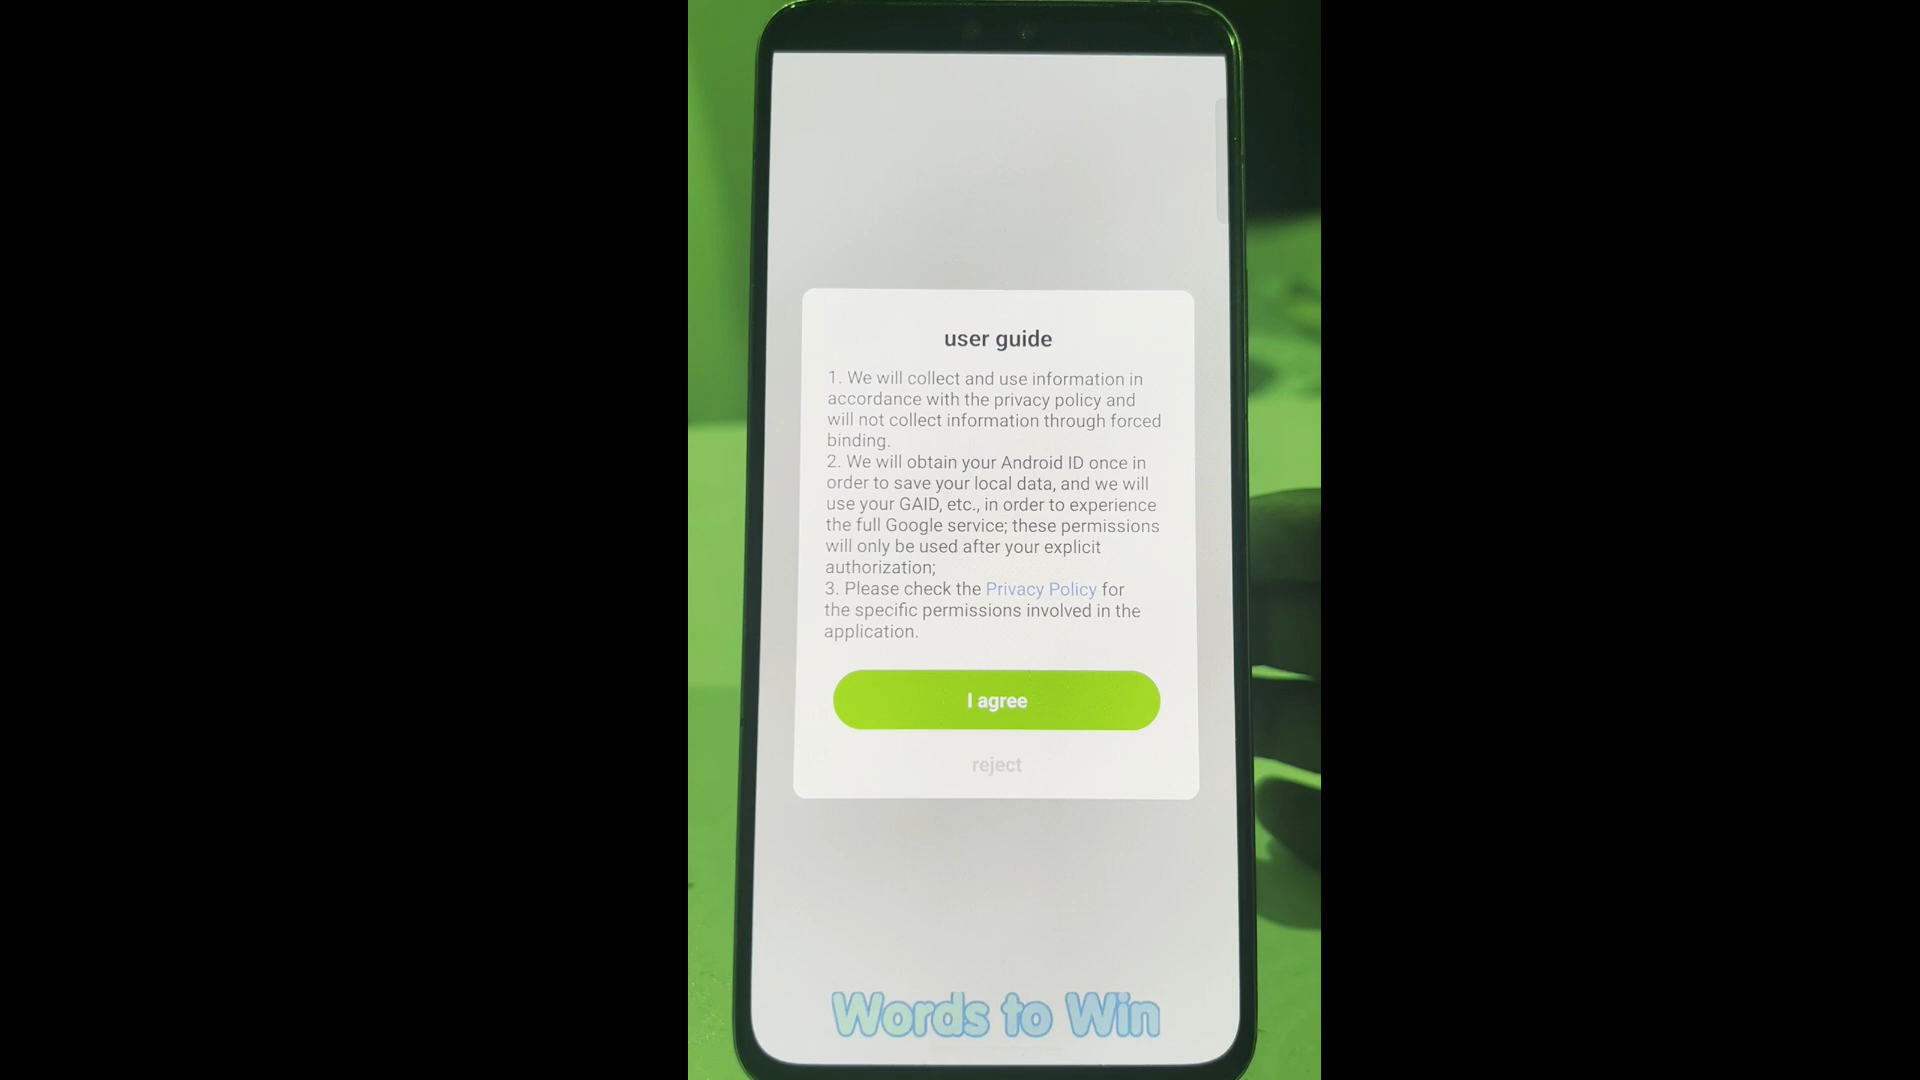 user guide
1. We will collect and use information in
accordance with the privacy policy and
will not collect information through forced
binding.
2. We will obtain your Android ID once in
order to save your local data, and we will
use your GAID, etc., in order to experience
the full Google service; these permissions
will only be used after your explicit
authorization;
3. Please check the Privacy Policy for
the specific permissions involved in the
application.
I agree
reject
Words to Win